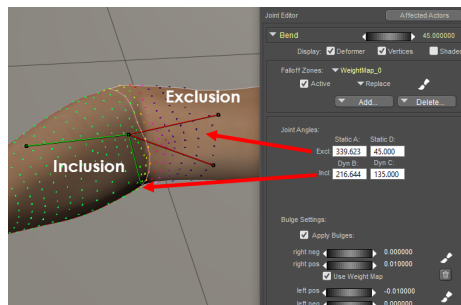 Joint Editor
Affected Actors
Bend
45.000000
Display: Deformer Vertices Shade
Falloff Zones: WeightMap_0
Active Replace
Add... Delete...
Exclusion
Inclusion
Joint Angles:
Static A: Static D:
Excl: 339.623 45.000
Dyn B: Dyn C:
Incl: 216.644 135.000
Bulge Settings:
Apply Bulges:
right neg 0.000000
right pos 0.010000
Use Weight Map
left pos -0.010000
left neg 0.000000